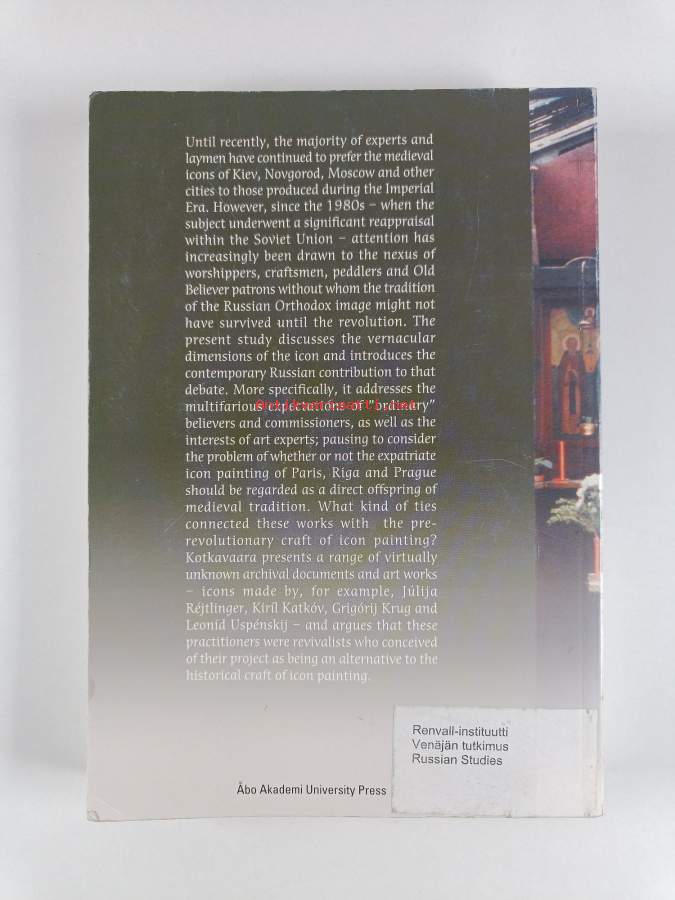 Until recently, the majority of experts and
laymen have continued to prefer the medieval
icons of Kiev, Novgorod, Moscow and other
cities to those produced during the Imperial
Era. However, since the 1980s – when the
subject underwent a significant reappraisal
within the Soviet Union – attention has
increasingly been drawn to the nexus of
worshippers, craftsmen, peddlers and Old
Believer patrons without whom the tradition
of the Russian Orthodox image might not
have survived until the revolution. The
present study discusses the vernacular
dimensions of the icon and introduces the
contemporary Russian contribution to that
debate. More specifically, it addresses the
multifarious expectations of "ordinary"
believers and commissioners, as well as the
interests of art experts; pausing to consider
the problem of whether or not the expatriate
icon painting of Paris, Riga and Prague
should be regarded as a direct offspring of
medieval tradition. What kind of ties
connected these works with the pre-
revolutionary craft of icon painting?
Kotkavaara presents a range of virtually
unknown archival documents and art works
– icons made by, for example, Júlija
Réjtlinger, Kiríl Katkóv, Grigórij Krug and
Leoníd Uspénskij – and argues that these
practitioners were revivalists who conceived
of their project as being an alternative to the
historical craft of icon painting.
Renvall-instituutti
Venäjän tutkimus
Russian Studies
Åbo Akademi University Press